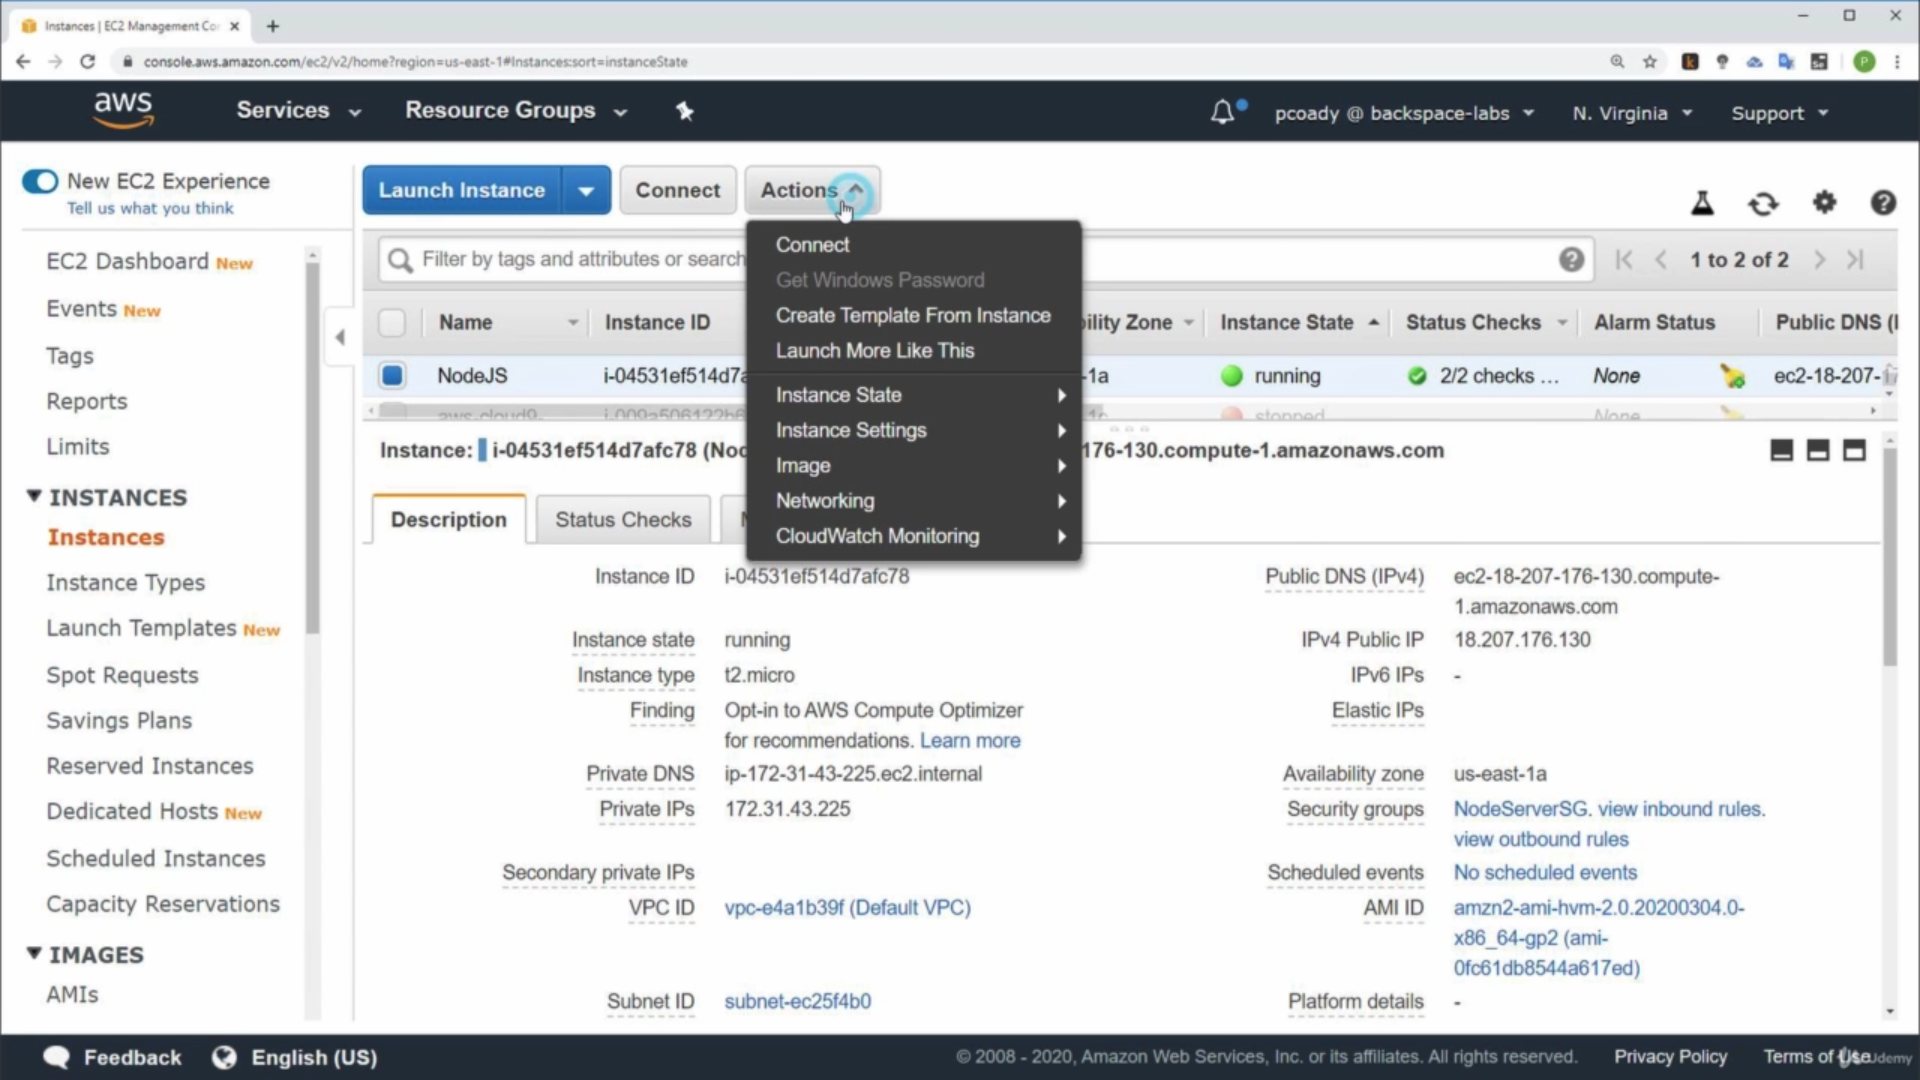 Instances | EC2 Management Co
console.aws.amazon.com/ec2/v2/home?region=us-east-1#Instances:sort=instanceState
aws
Services
Resource Groups
pcoady @ backspace-labs
N. Virginia
Support
New EC2 Experience
Tell us what you think
EC2 Dashboard New
Events New
Tags
Reports
Limits
INSTANCES
Instances
Instance Types
Launch Templates New
Spot Requests
Savings Plans
Reserved Instances
Dedicated Hosts New
Scheduled Instances
Capacity Reservations
IMAGES
AMIs
Launch Instance
Connect
Actions
Connect
Get Windows Password
Create Template From Instance
Launch More Like This
Instance State
Instance Settings
Image
Networking
CloudWatch Monitoring
Filter by tags and attributes or search
1 to 2 of 2
Name Instance ID ility Zone Instance State Status Checks Alarm Status Public DNS (I
NodeJS i-04531ef514d7a -1a running 2/2 checks ... None ec2-18-207-
aws-cloud9- i-009a506122b6 stopped None
Instance: i-04531ef514d7afc78 (Noc 176-130.compute-1.amazonaws.com
Description
Status Checks
Instance ID i-04531ef514d7afc78
Instance state running
Instance type t2.micro
Finding Opt-in to AWS Compute Optimizer
for recommendations. Learn more
Private DNS ip-172-31-43-225.ec2.internal
Private IPs 172.31.43.225
Secondary private IPs
VPC ID vpc-e4a1b39f (Default VPC)
Subnet ID subnet-ec25f4b0
Public DNS (IPv4) ec2-18-207-176-130.compute-
1.amazonaws.com
IPv4 Public IP 18.207.176.130
IPv6 IPs -
Elastic IPs
Availability zone us-east-1a
Security groups NodeServerSG. view inbound rules.
view outbound rules
Scheduled events No scheduled events
AMI ID amzn2-ami-hvm-2.0.20200304.0-
x86_64-gp2 (ami-
0fc61db8544a617ed)
Platform details -
Feedback
English (US)
© 2008 - 2020, Amazon Web Services, Inc. or its affiliates. All rights reserved.
Privacy Policy
Terms of Use